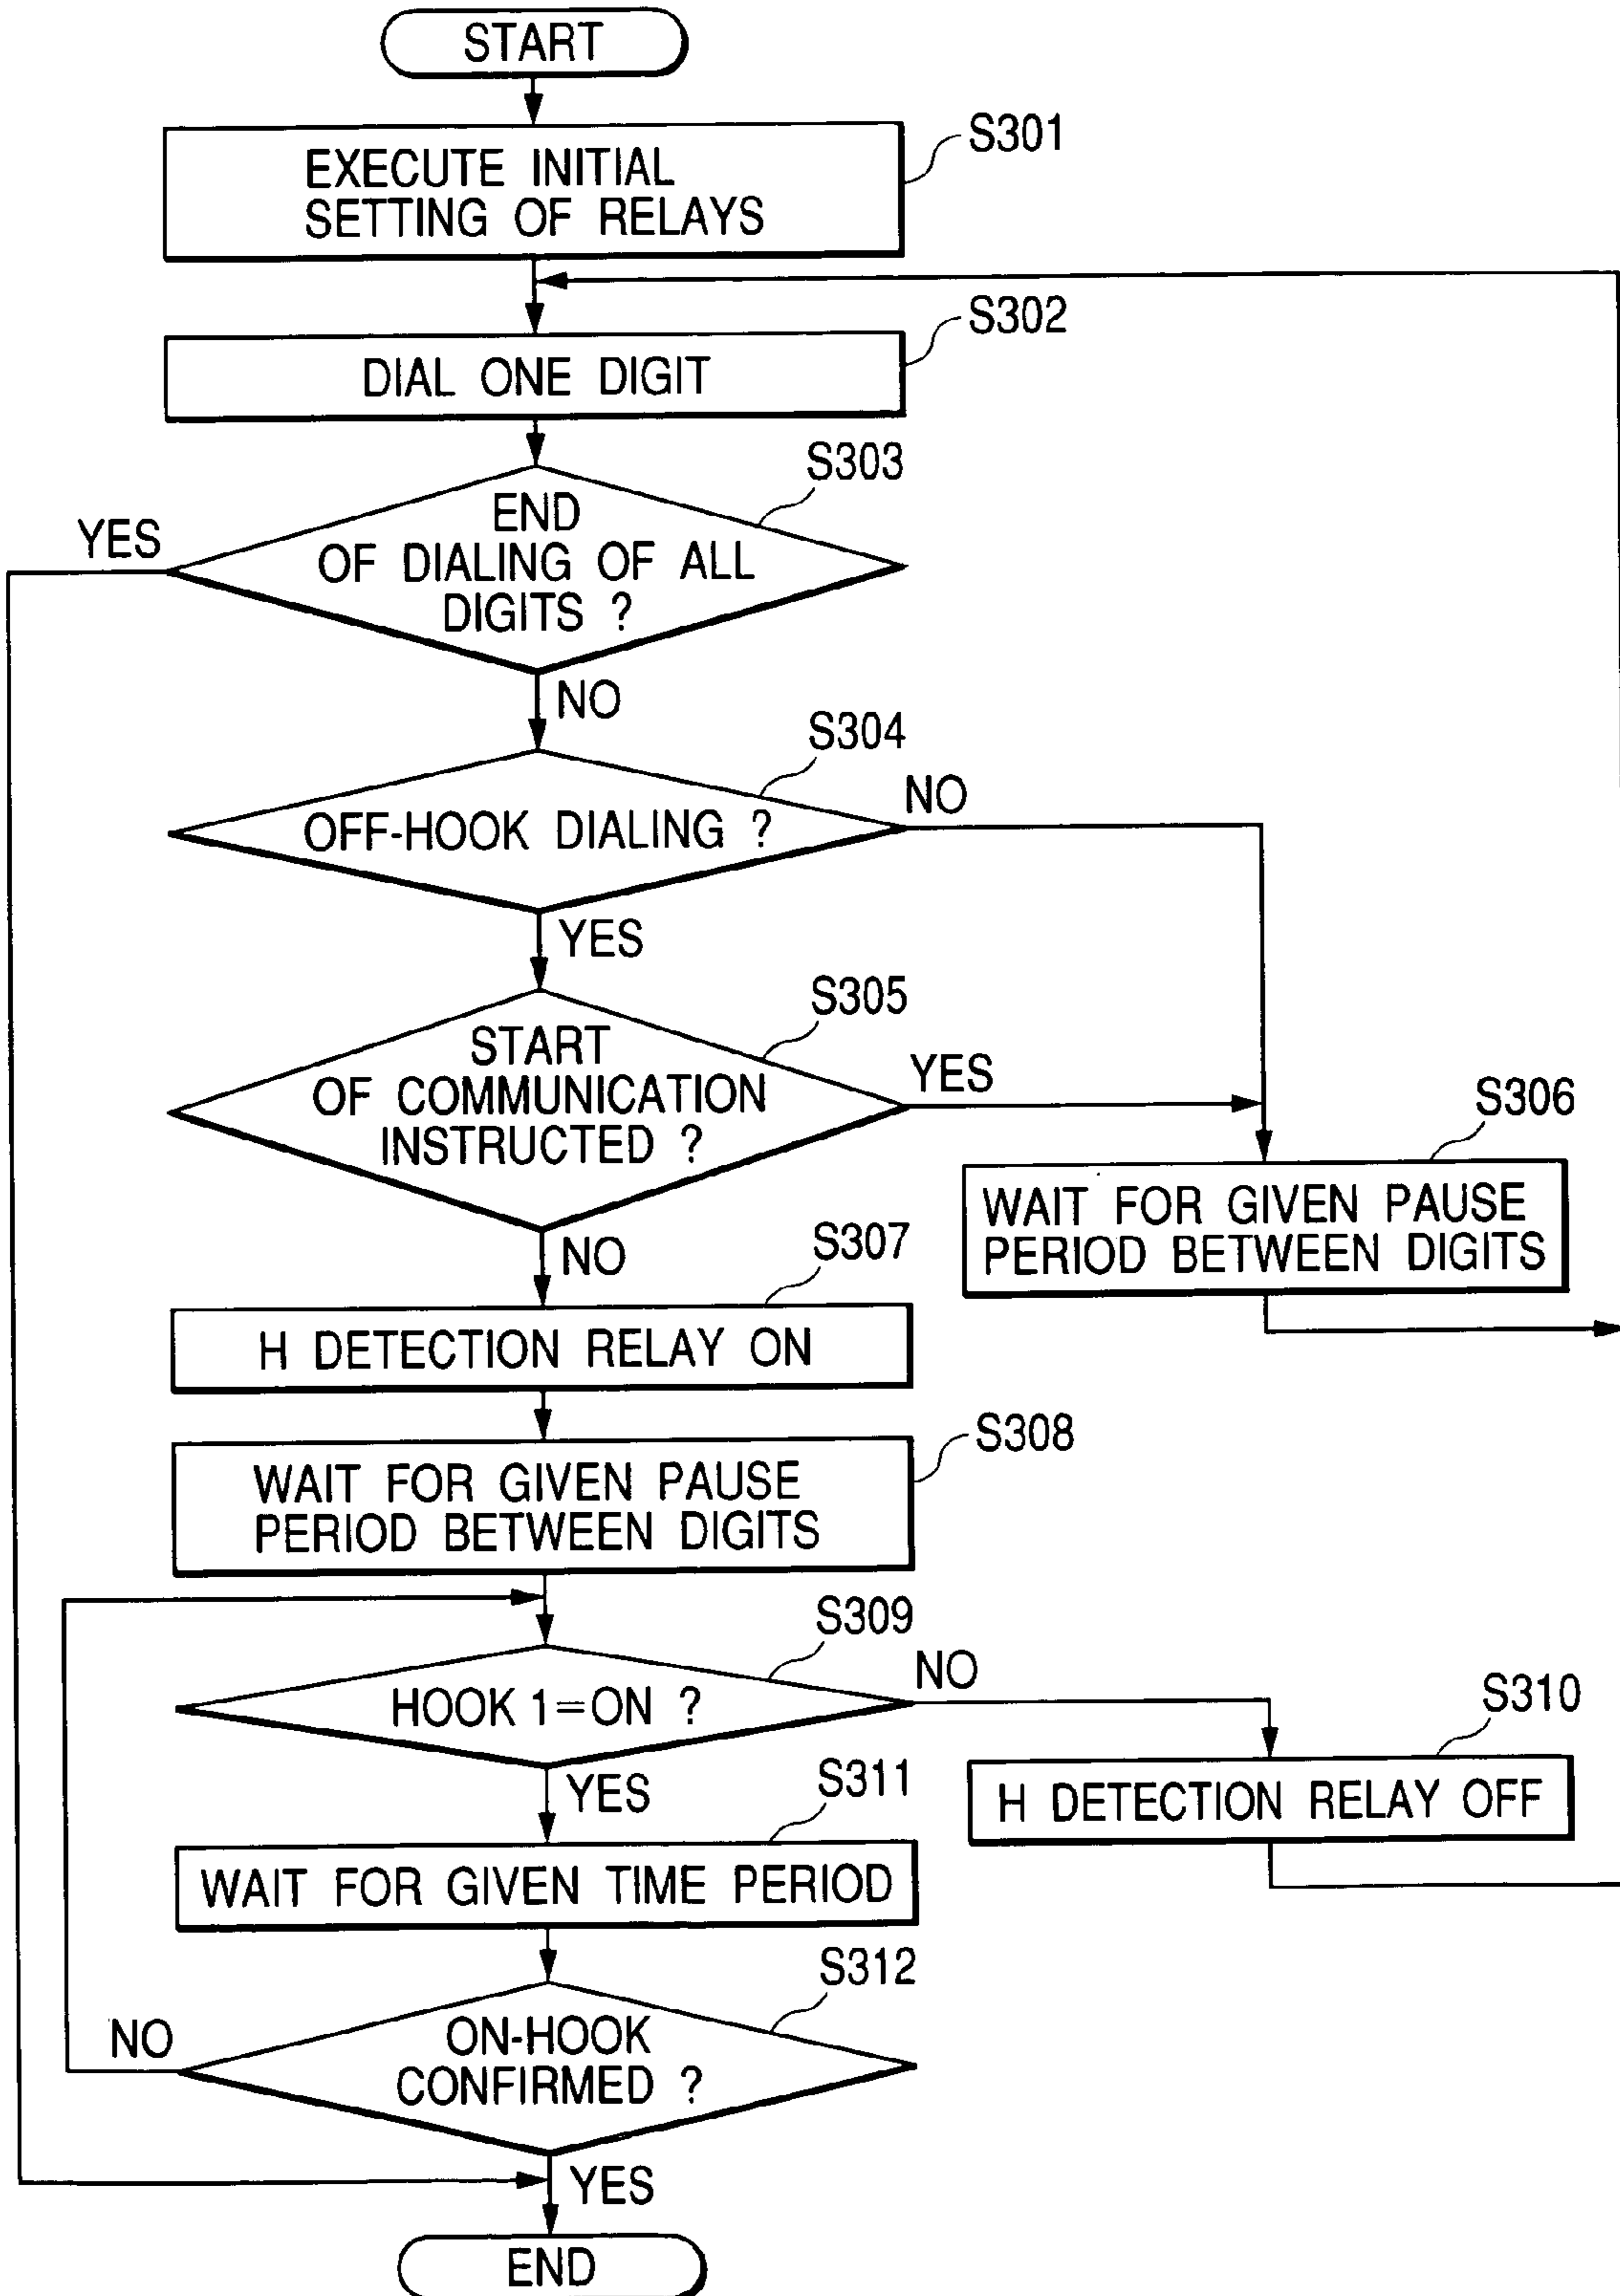 START
S301
EXECUTE INITIAL
SETTING OF RELAYS
S302
DIAL ONE DIGIT
S303
END
OF DIALING OF ALL
DIGITS ?
YES
NO
S304
OFF-HOOK DIALING ?
NO
YES
S305
START
OF COMMUNICATION
INSTRUCTED ?
YES
S306
WAIT FOR GIVEN PAUSE
PERIOD BETWEEN DIGITS
NO
S307
H DETECTION RELAY ON
S308
WAIT FOR GIVEN PAUSE
PERIOD BETWEEN DIGITS
S309
HOOK 1=ON ?
NO
S310
H DETECTION RELAY OFF
YES
S311
WAIT FOR GIVEN TIME PERIOD
S312
ON-HOOK
CONFIRMED ?
NO
YES
END